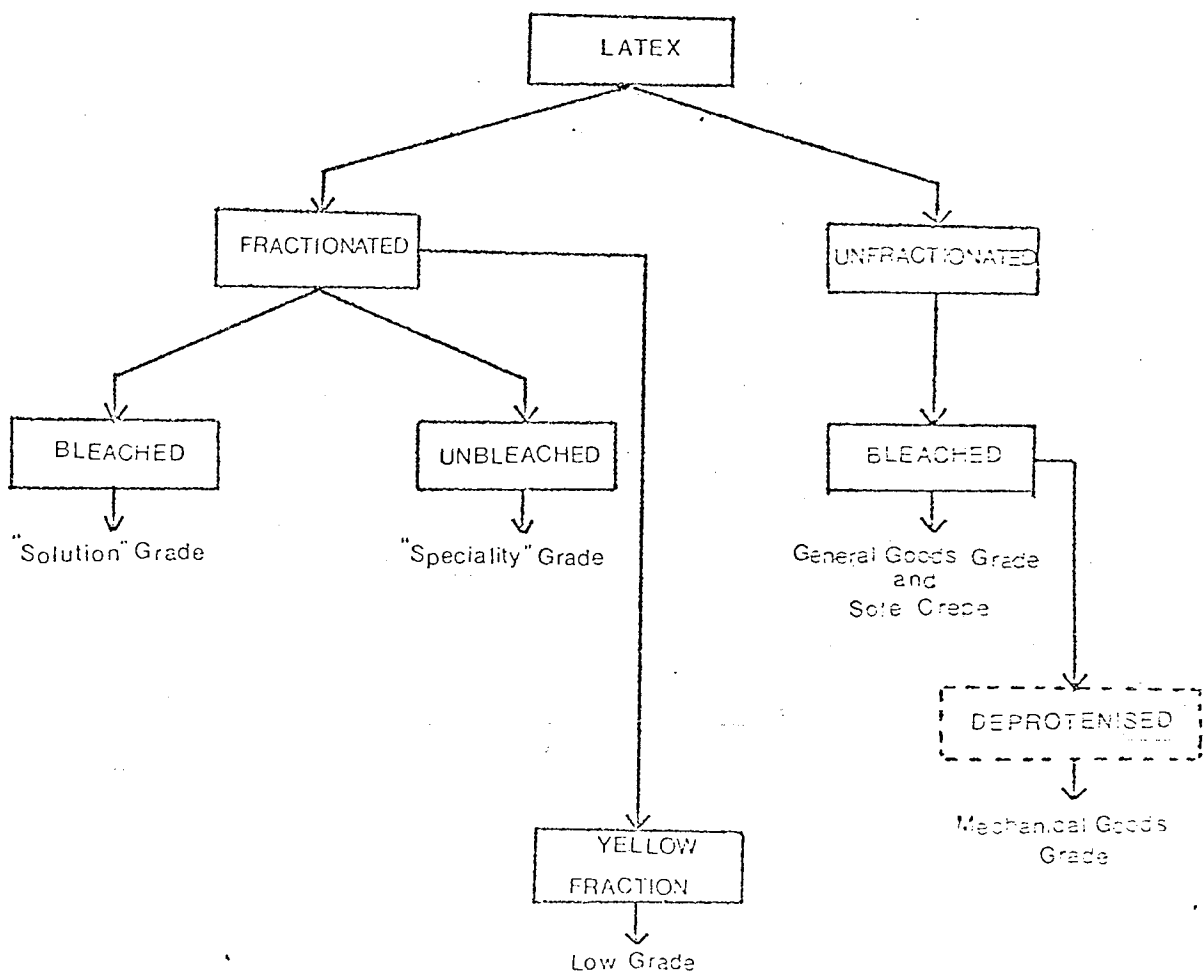 LATEX
FRACTIONATED
UNFRACTIONATED
BLEACHED
UNBLEACHED
BLEACHED
"Solution" Grade
"Speciality" Grade
General Goods Grade
and
Sole Crepe
DEPROTENISED
Mechanical Goods
Grade
YELLOW
FRACTION
Low Grade